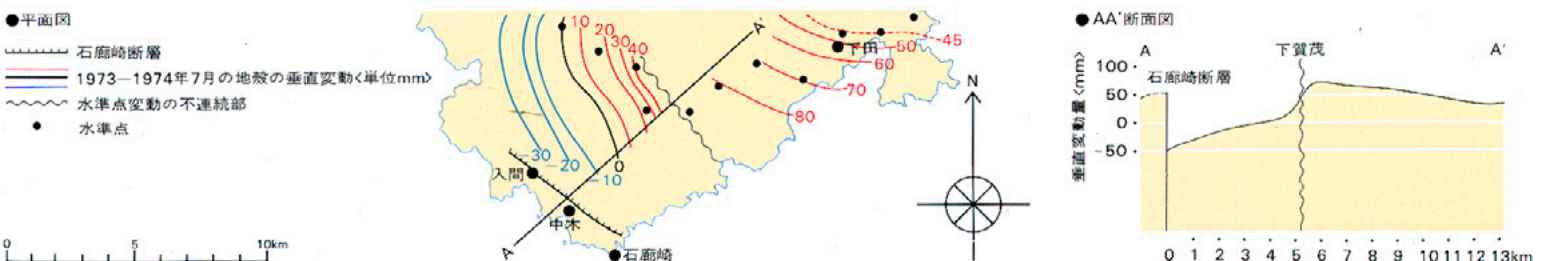 ●平面図
石廊崎断層
1973—1974年7月の地殻の垂直変動<単位mm>
水準点変動の不連続部
水準点
0 5 10km
10
20
30
40
A'
下田
50
45
60
70
80
-30
-20
-10
0
入間
中木
A
石廊崎
N
●AA'断面図
A 下賀茂 A'
石廊崎断層
垂直変動量<mm>
100
50
0
-50
0 1 2 3 4 5 6 7 8 9 10 11 12 13km